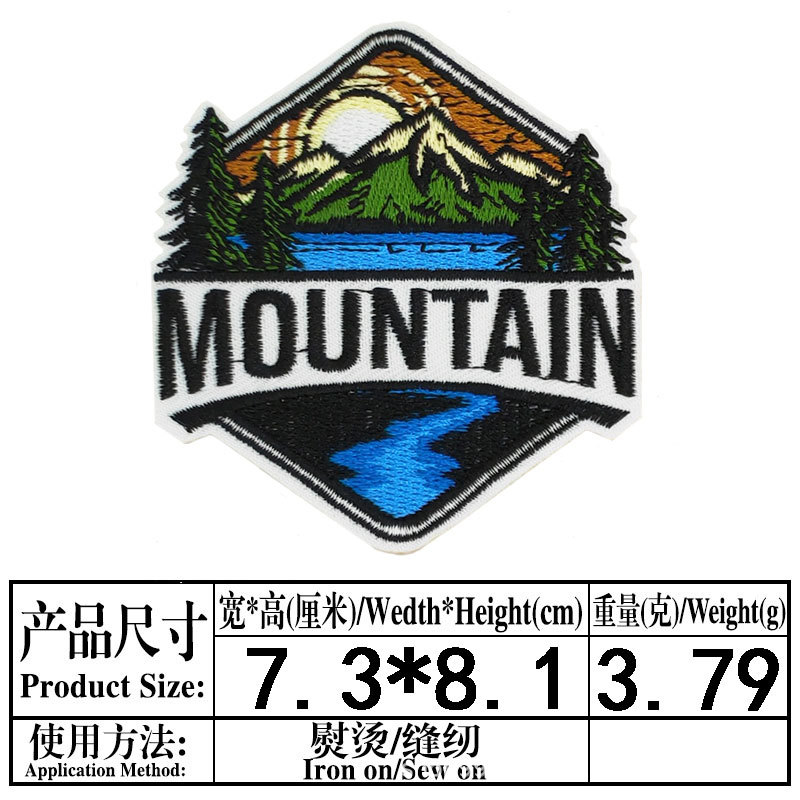 MOUNTAIN
产品尺寸
Product Size:
宽*高(厘米)/Wedth*Height(cm)
重量(克)/Weight(g)
7.3*8.1
3.79
使用方法:
Application Method:
熨烫/缝纫
Iron on/Sew on